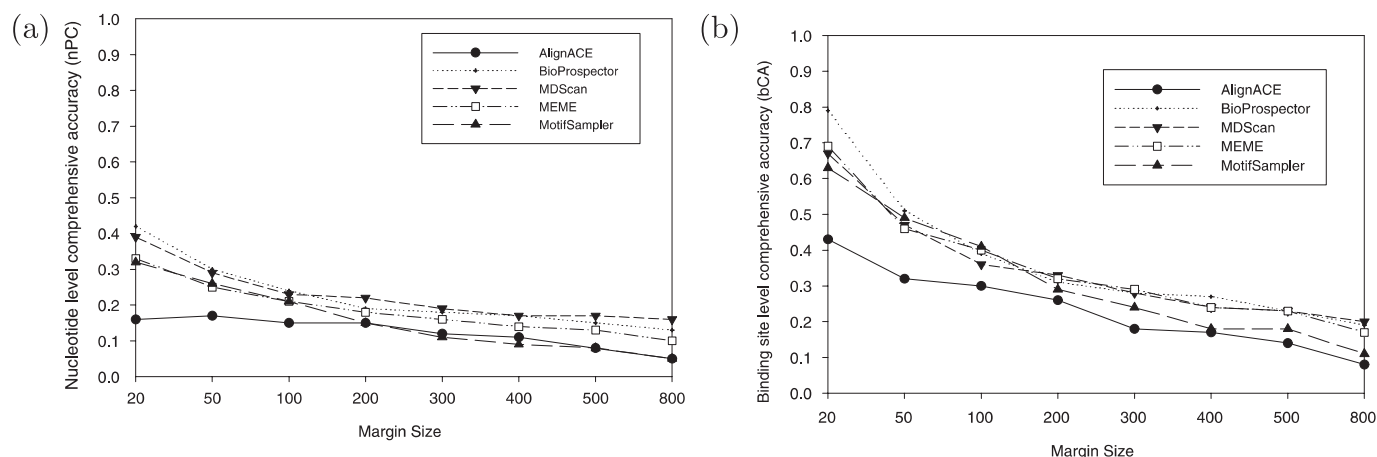 (a)
Nucleotide level comprehensive accuracy (nPC)
1.0
0.9
0.8
0.7
0.6
0.5
0.4
0.3
0.2
0.1
0.0
AlignACE
BioProspector
MDScan
MEME
MotifSampler
20 50 100 200 300 400 500 800
Margin Size
(b)
Binding site level comprehensive accuracy (bCA)
1.0
0.9
0.8
0.7
0.6
0.5
0.4
0.3
0.2
0.1
0.0
AlignACE
BioProspector
MDScan
MEME
MotifSampler
20 50 100 200 300 400 500 800
Margin Size